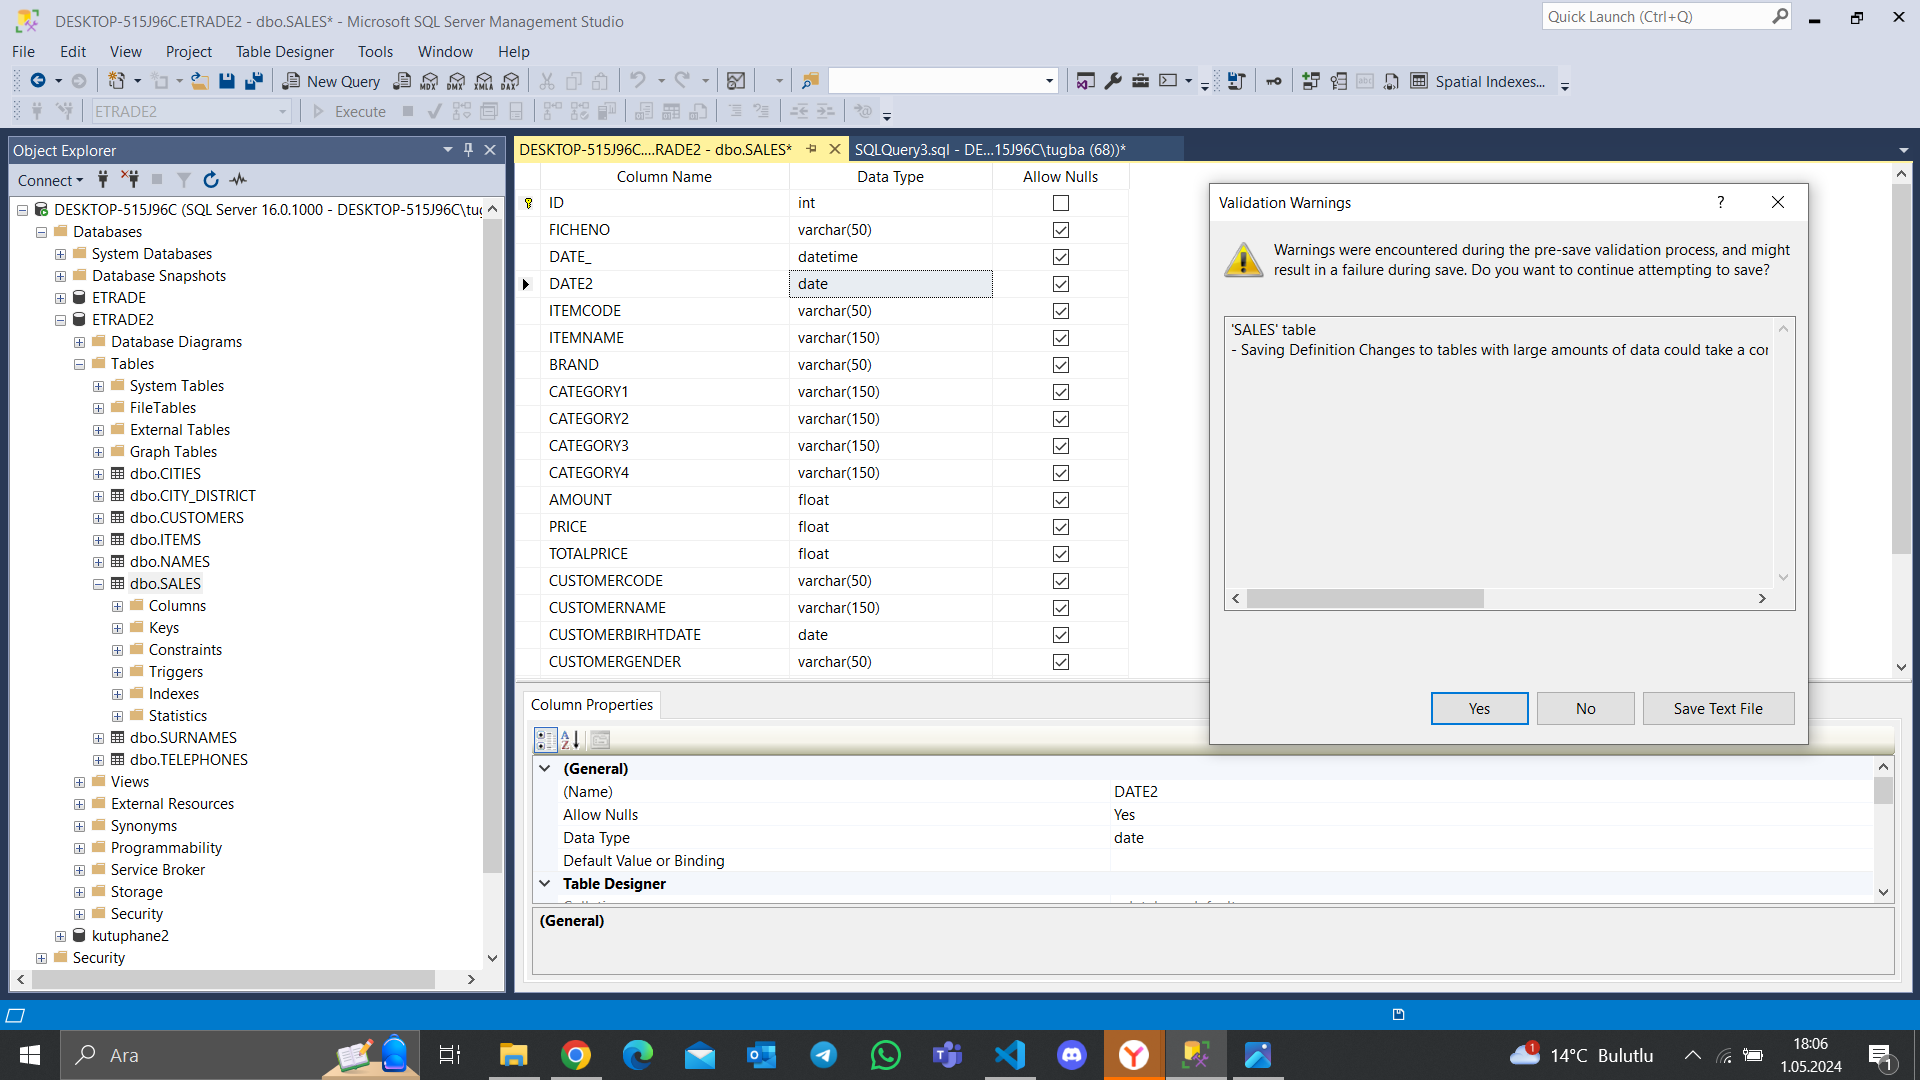 DESKTOP-515J96C.ETRADE2 - dbo.SALES* - Microsoft SQL Server Management Studio
Quick Launch (Ctrl+Q)
File Edit View Project Table Designer Tools Window Help
New Query
MDX DMX XMLA DAX
Spatial Indexes...
ETRADE2
Execute
Object Explorer
Connect
DESKTOP-515J96C (SQL Server 16.0.1000 - DESKTOP-515J96C\tug
Databases
System Databases
Database Snapshots
ETRADE
ETRADE2
Database Diagrams
Tables
System Tables
FileTables
External Tables
Graph Tables
dbo.CITIES
dbo.CITY_DISTRICT
dbo.CUSTOMERS
dbo.ITEMS
dbo.NAMES
dbo.SALES
Columns
Keys
Constraints
Triggers
Indexes
Statistics
dbo.SURNAMES
dbo.TELEPHONES
Views
External Resources
Synonyms
Programmability
Service Broker
Storage
Security
kutuphane2
Security
DESKTOP-515J96C....RADE2 - dbo.SALES*
SQLQuery3.sql - DE...15J96C\tugba (68))*
Column Name Data Type Allow Nulls
ID int
FICHENO varchar(50)
DATE_ datetime
DATE2 date
ITEMCODE varchar(50)
ITEMNAME varchar(150)
BRAND varchar(50)
CATEGORY1 varchar(150)
CATEGORY2 varchar(150)
CATEGORY3 varchar(150)
CATEGORY4 varchar(150)
AMOUNT float
PRICE float
TOTALPRICE float
CUSTOMERCODE varchar(50)
CUSTOMERNAME varchar(150)
CUSTOMERBIRHTDATE date
CUSTOMERGENDER varchar(50)
Validation Warnings
?
Warnings were encountered during the pre-save validation process, and might
result in a failure during save. Do you want to continue attempting to save?
'SALES' table
- Saving Definition Changes to tables with large amounts of data could take a cor
Yes No Save Text File
Column Properties
(General)
(Name) DATE2
Allow Nulls Yes
Data Type date
Default Value or Binding
Table Designer
(General)
Ara
1
14°C Bulutlu
18:06
1.05.2024
1